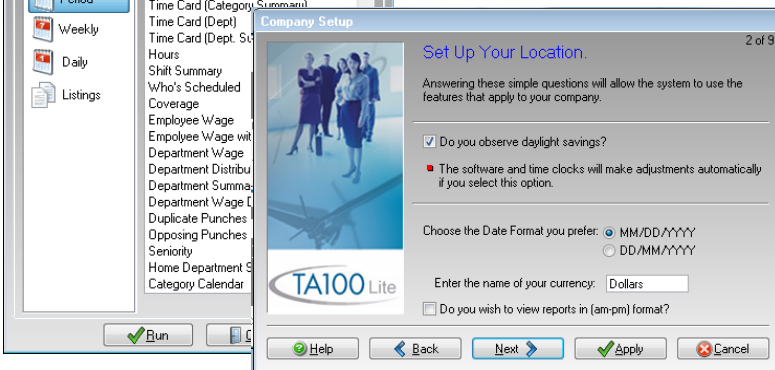 Period
Weekly
Daily
Listings
Time Card (Category Summary)
Time Card (Dept)
Time Card (Dept. Su
Hours
Shift Summary
Who's Scheduled
Coverage
Employee Wage
Empolyee Wage wit
Department Wage
Department Distribu
Department Summa
Department Wage D
Duplicate Punches
Opposing Punches
Seniority
Home Department S
Category Calendar
Run
Company Setup
2 of 9
Set Up Your Location.
Answering these simple questions will allow the system to use the
features that apply to your company.
Do you observe daylight savings?
The software and time clocks will make adjustments automatically
if you select this option.
Choose the Date Format you prefer:
MM/DD/YYYY
DD/MM/YYYY
Enter the name of your currency: Dollars
Do you wish to view reports in (am-pm) format?
TA100 Lite
Help
Back
Next
Apply
Cancel